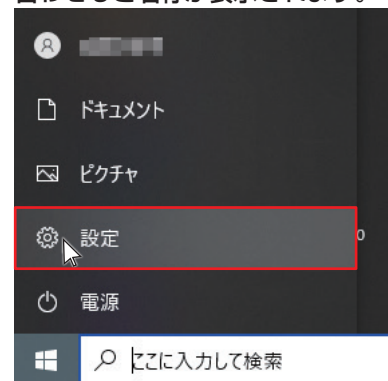 ドキュメント
ピクチャ
設定
電源
ここに入力して検索